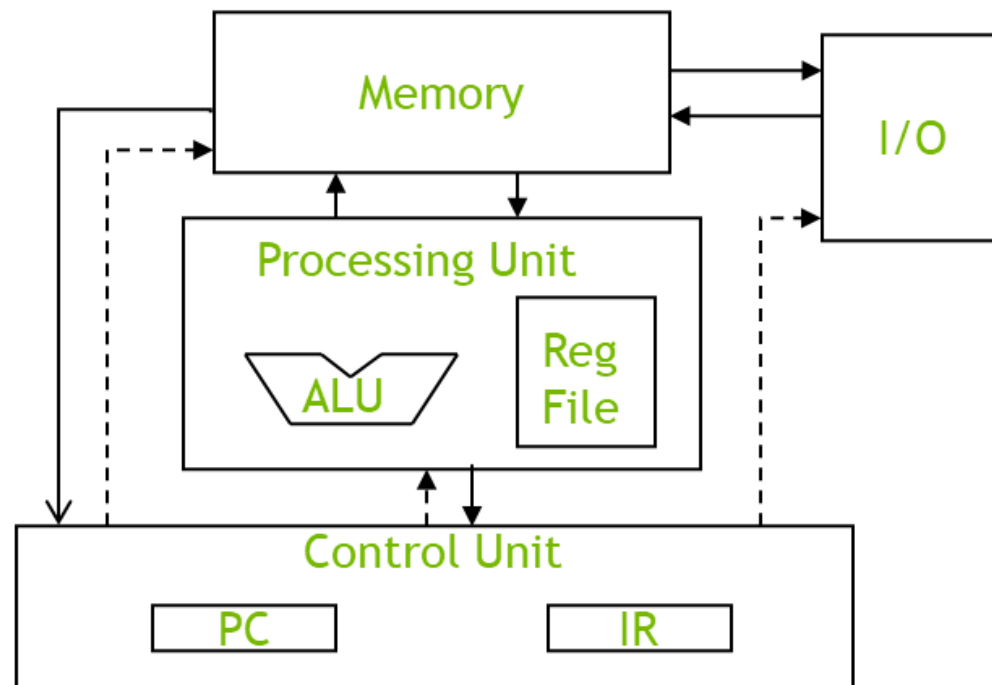 Memory
I/O
Processing Unit
ALU
Reg
File
Control Unit
PC
IR